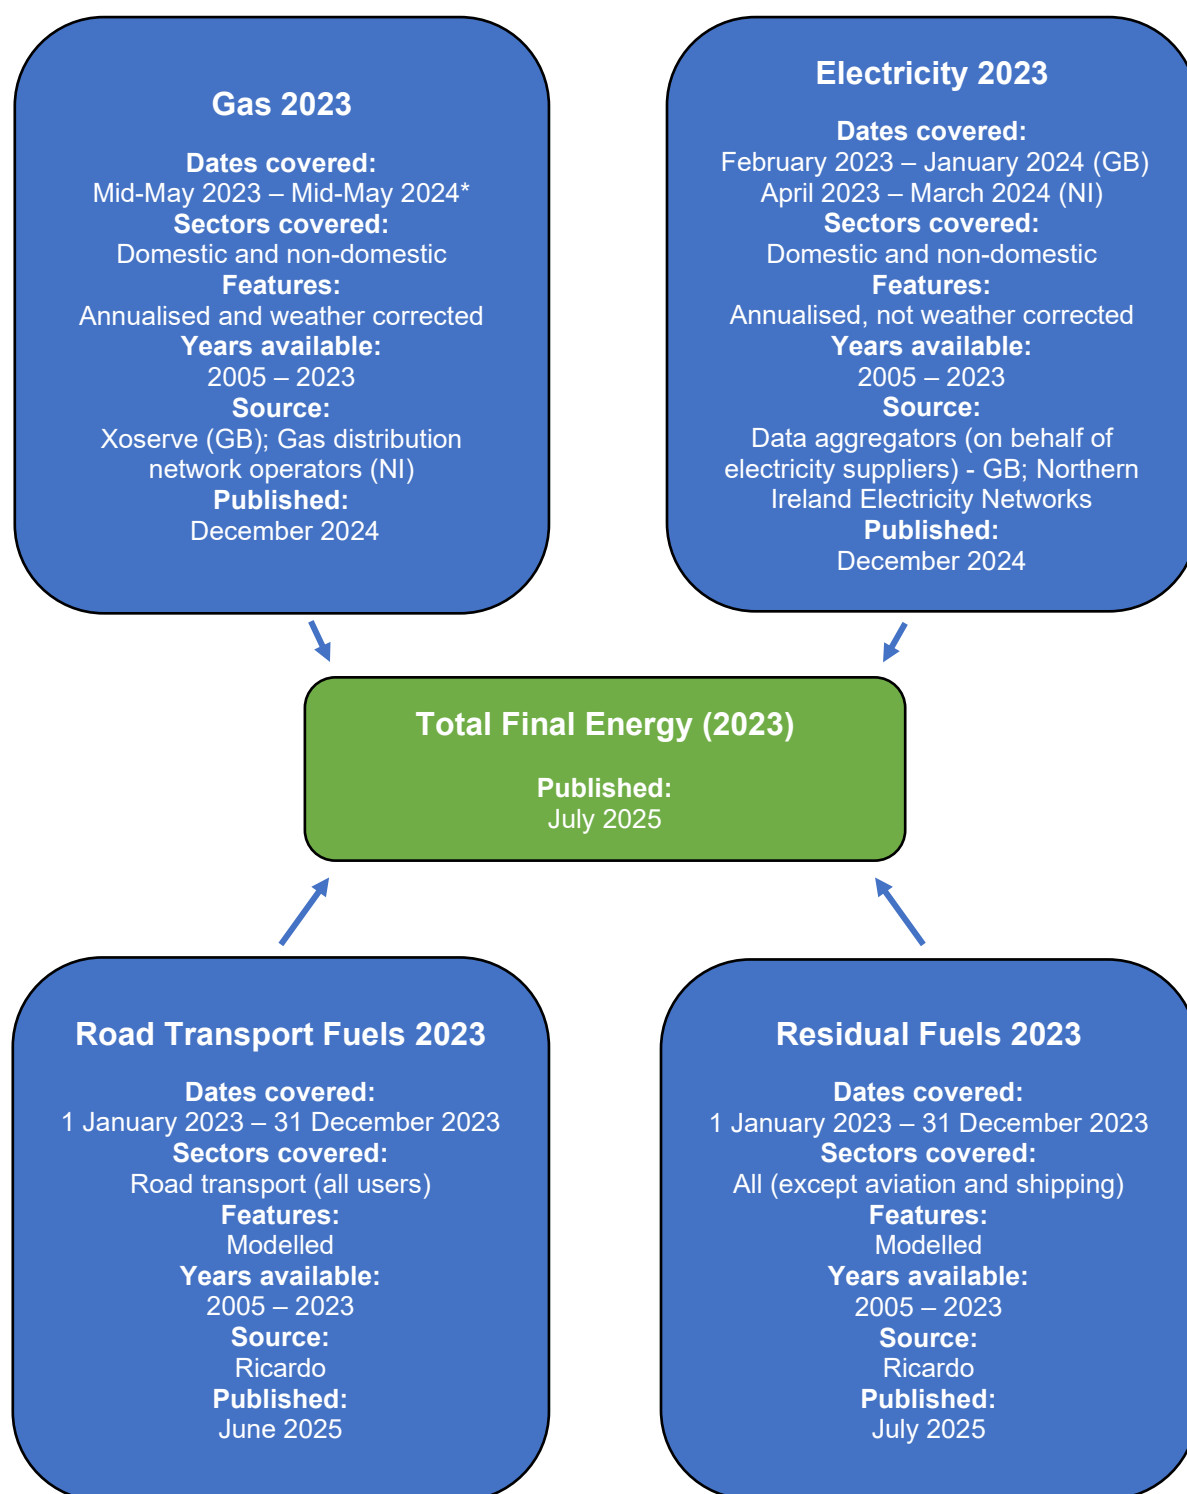 Gas 2023
Dates covered:
Mid-May 2023 – Mid-May 2024*
Sectors covered:
Domestic and non-domestic
Features:
Annualised and weather corrected
Years available:
2005 – 2023
Source:
Xoserve (GB); Gas distribution
network operators (NI)
Published:
December 2024
Electricity 2023
Dates covered:
February 2023 – January 2024 (GB)
April 2023 – March 2024 (NI)
Sectors covered:
Domestic and non-domestic
Features:
Annualised, not weather corrected
Years available:
2005 – 2023
Source:
Data aggregators (on behalf of
electricity suppliers) - GB; Northern
Ireland Electricity Networks
Published:
December 2024
Total Final Energy (2023)
Published:
July 2025
Road Transport Fuels 2023
Dates covered:
1 January 2023 – 31 December 2023
Sectors covered:
Road transport (all users)
Features:
Modelled
Years available:
2005 – 2023
Source:
Ricardo
Published:
June 2025
Residual Fuels 2023
Dates covered:
1 January 2023 – 31 December 2023
Sectors covered:
All (except aviation and shipping)
Features:
Modelled
Years available:
2005 – 2023
Source:
Ricardo
Published:
July 2025